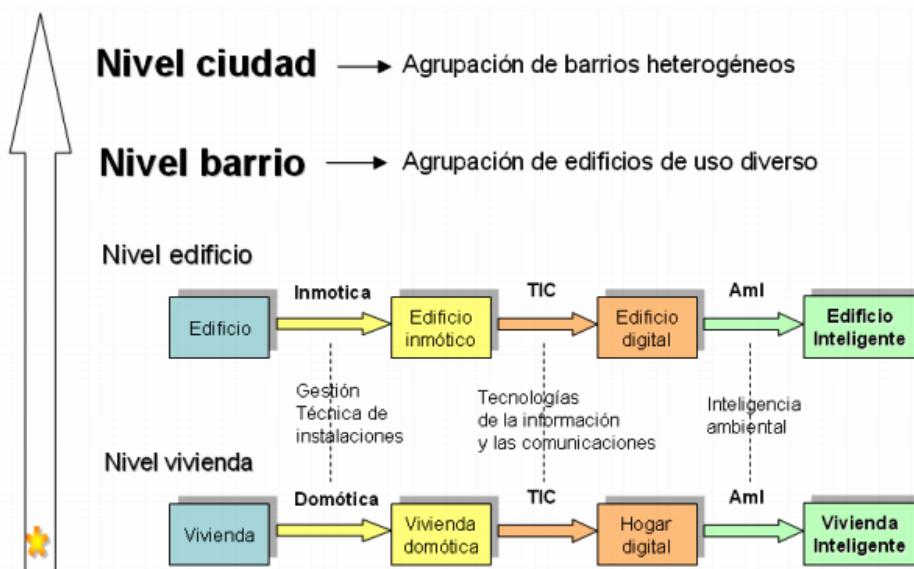 Nivel ciudad
Agrupación de barrios heterogéneos
Nivel barrio
Agrupación de edificios de uso diverso
Nivel edificio
Inmotica
TIC
AmI
Edificio
Edificio
inmótico
Edificio
digital
Edificio
Inteligente
Gestión
Técnica de
instalaciones
Tecnologías
de la información
y las comunicaciones
Inteligencia
ambiental
Nivel vivienda
Domótica
TIC
AmI
Vivienda
Vivienda
domótica
Hogar
digital
Vivienda
Inteligente